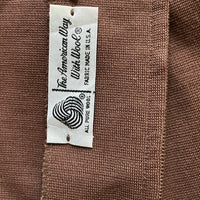 The American Way
With Wool®
FABRIC MADE IN U.S.A.
ALL PURE WOOL